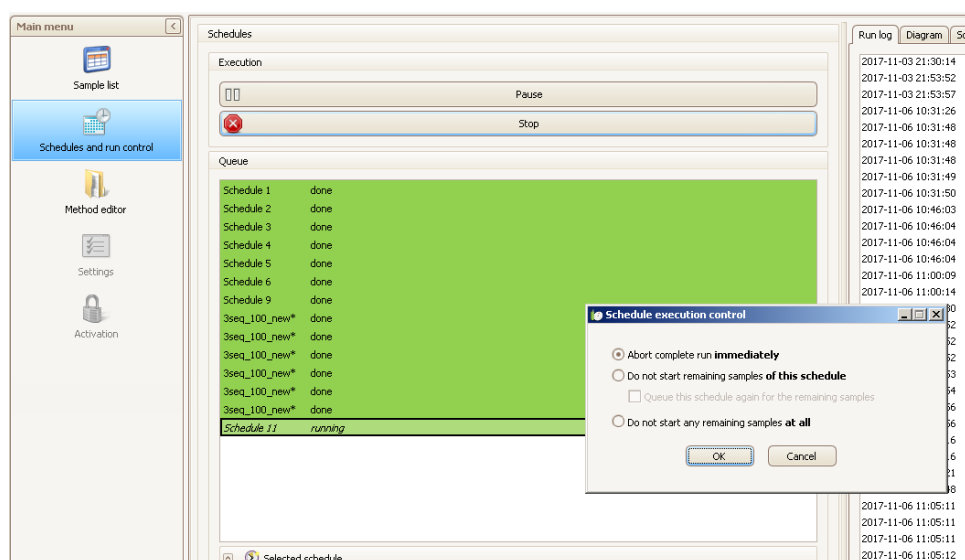 Main menu
Sample list
Schedules and run control
Method editor
Settings
Activation
Schedules
Execution
Pause
Stop
Queue
Schedule 1 done
Schedule 2 done
Schedule 3 done
Schedule 4 done
Schedule 5 done
Schedule 6 done
Schedule 9 done
3seq_100_new* done
3seq_100_new* done
3seq_100_new* done
3seq_100_new* done
3seq_100_new* done
3seq_100_new* done
Schedule 11 running
Selected schedule
Schedule execution control
Abort complete run immediately
Do not start remaining samples of this schedule
Queue this schedule again for the remaining samples
Do not start any remaining samples at all
OK Cancel
Run log Diagram
2017-11-03 21:30:14
2017-11-03 21:53:52
2017-11-03 21:53:57
2017-11-06 10:31:26
2017-11-06 10:31:48
2017-11-06 10:31:48
2017-11-06 10:31:48
2017-11-06 10:31:49
2017-11-06 10:31:50
2017-11-06 10:46:03
2017-11-06 10:46:04
2017-11-06 10:46:04
2017-11-06 10:46:04
2017-11-06 11:00:09
2017-11-06 11:00:14
2017-11-06 11:05:11
2017-11-06 11:05:11
2017-11-06 11:05:11
2017-11-06 11:05:12